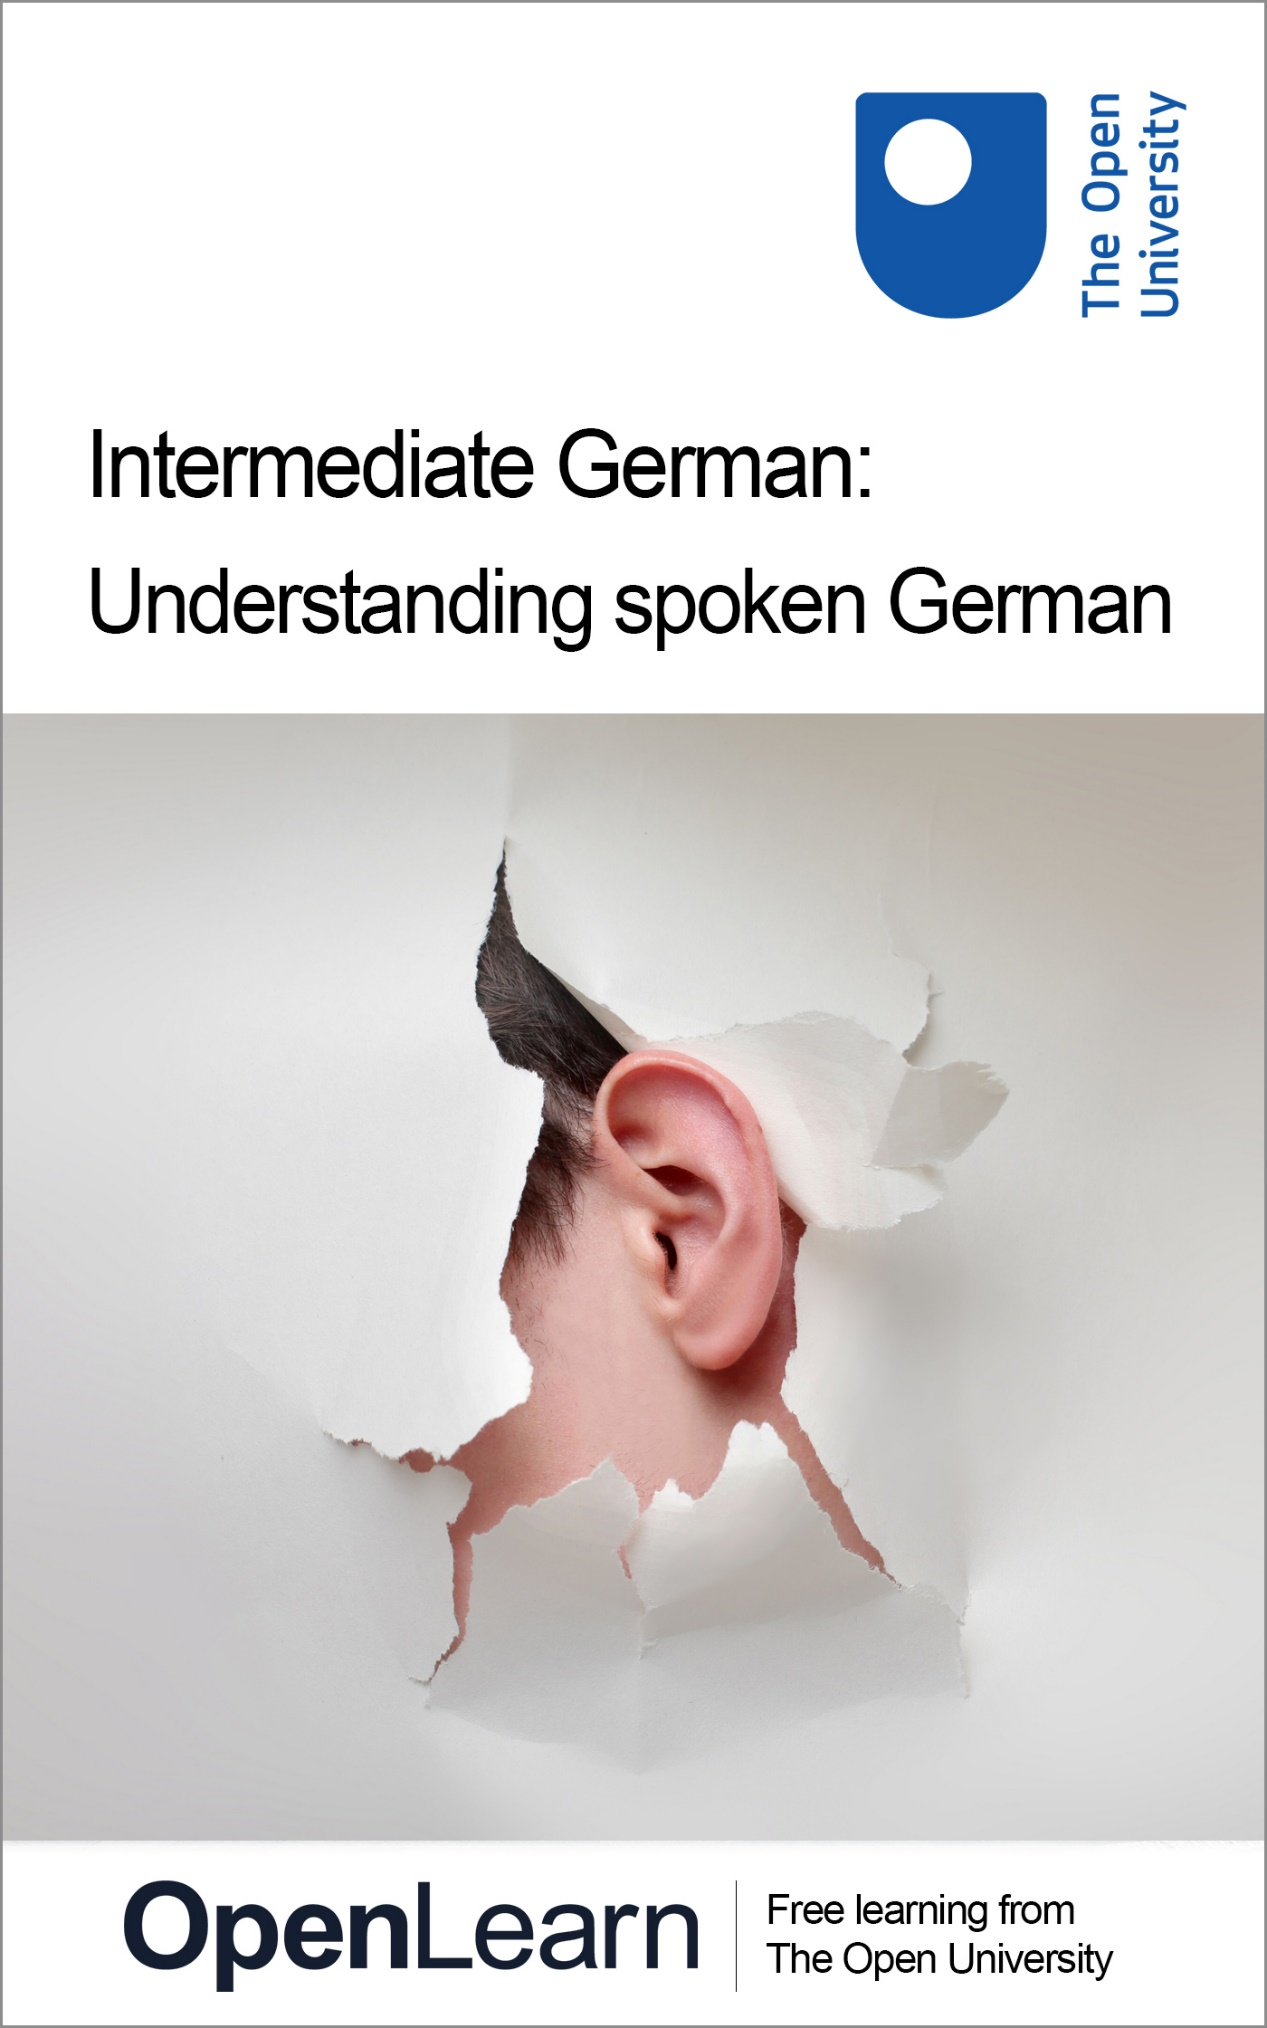 The Open
University
Intermediate German:
Understanding spoken German
OpenLearn
Free learning from
The Open University